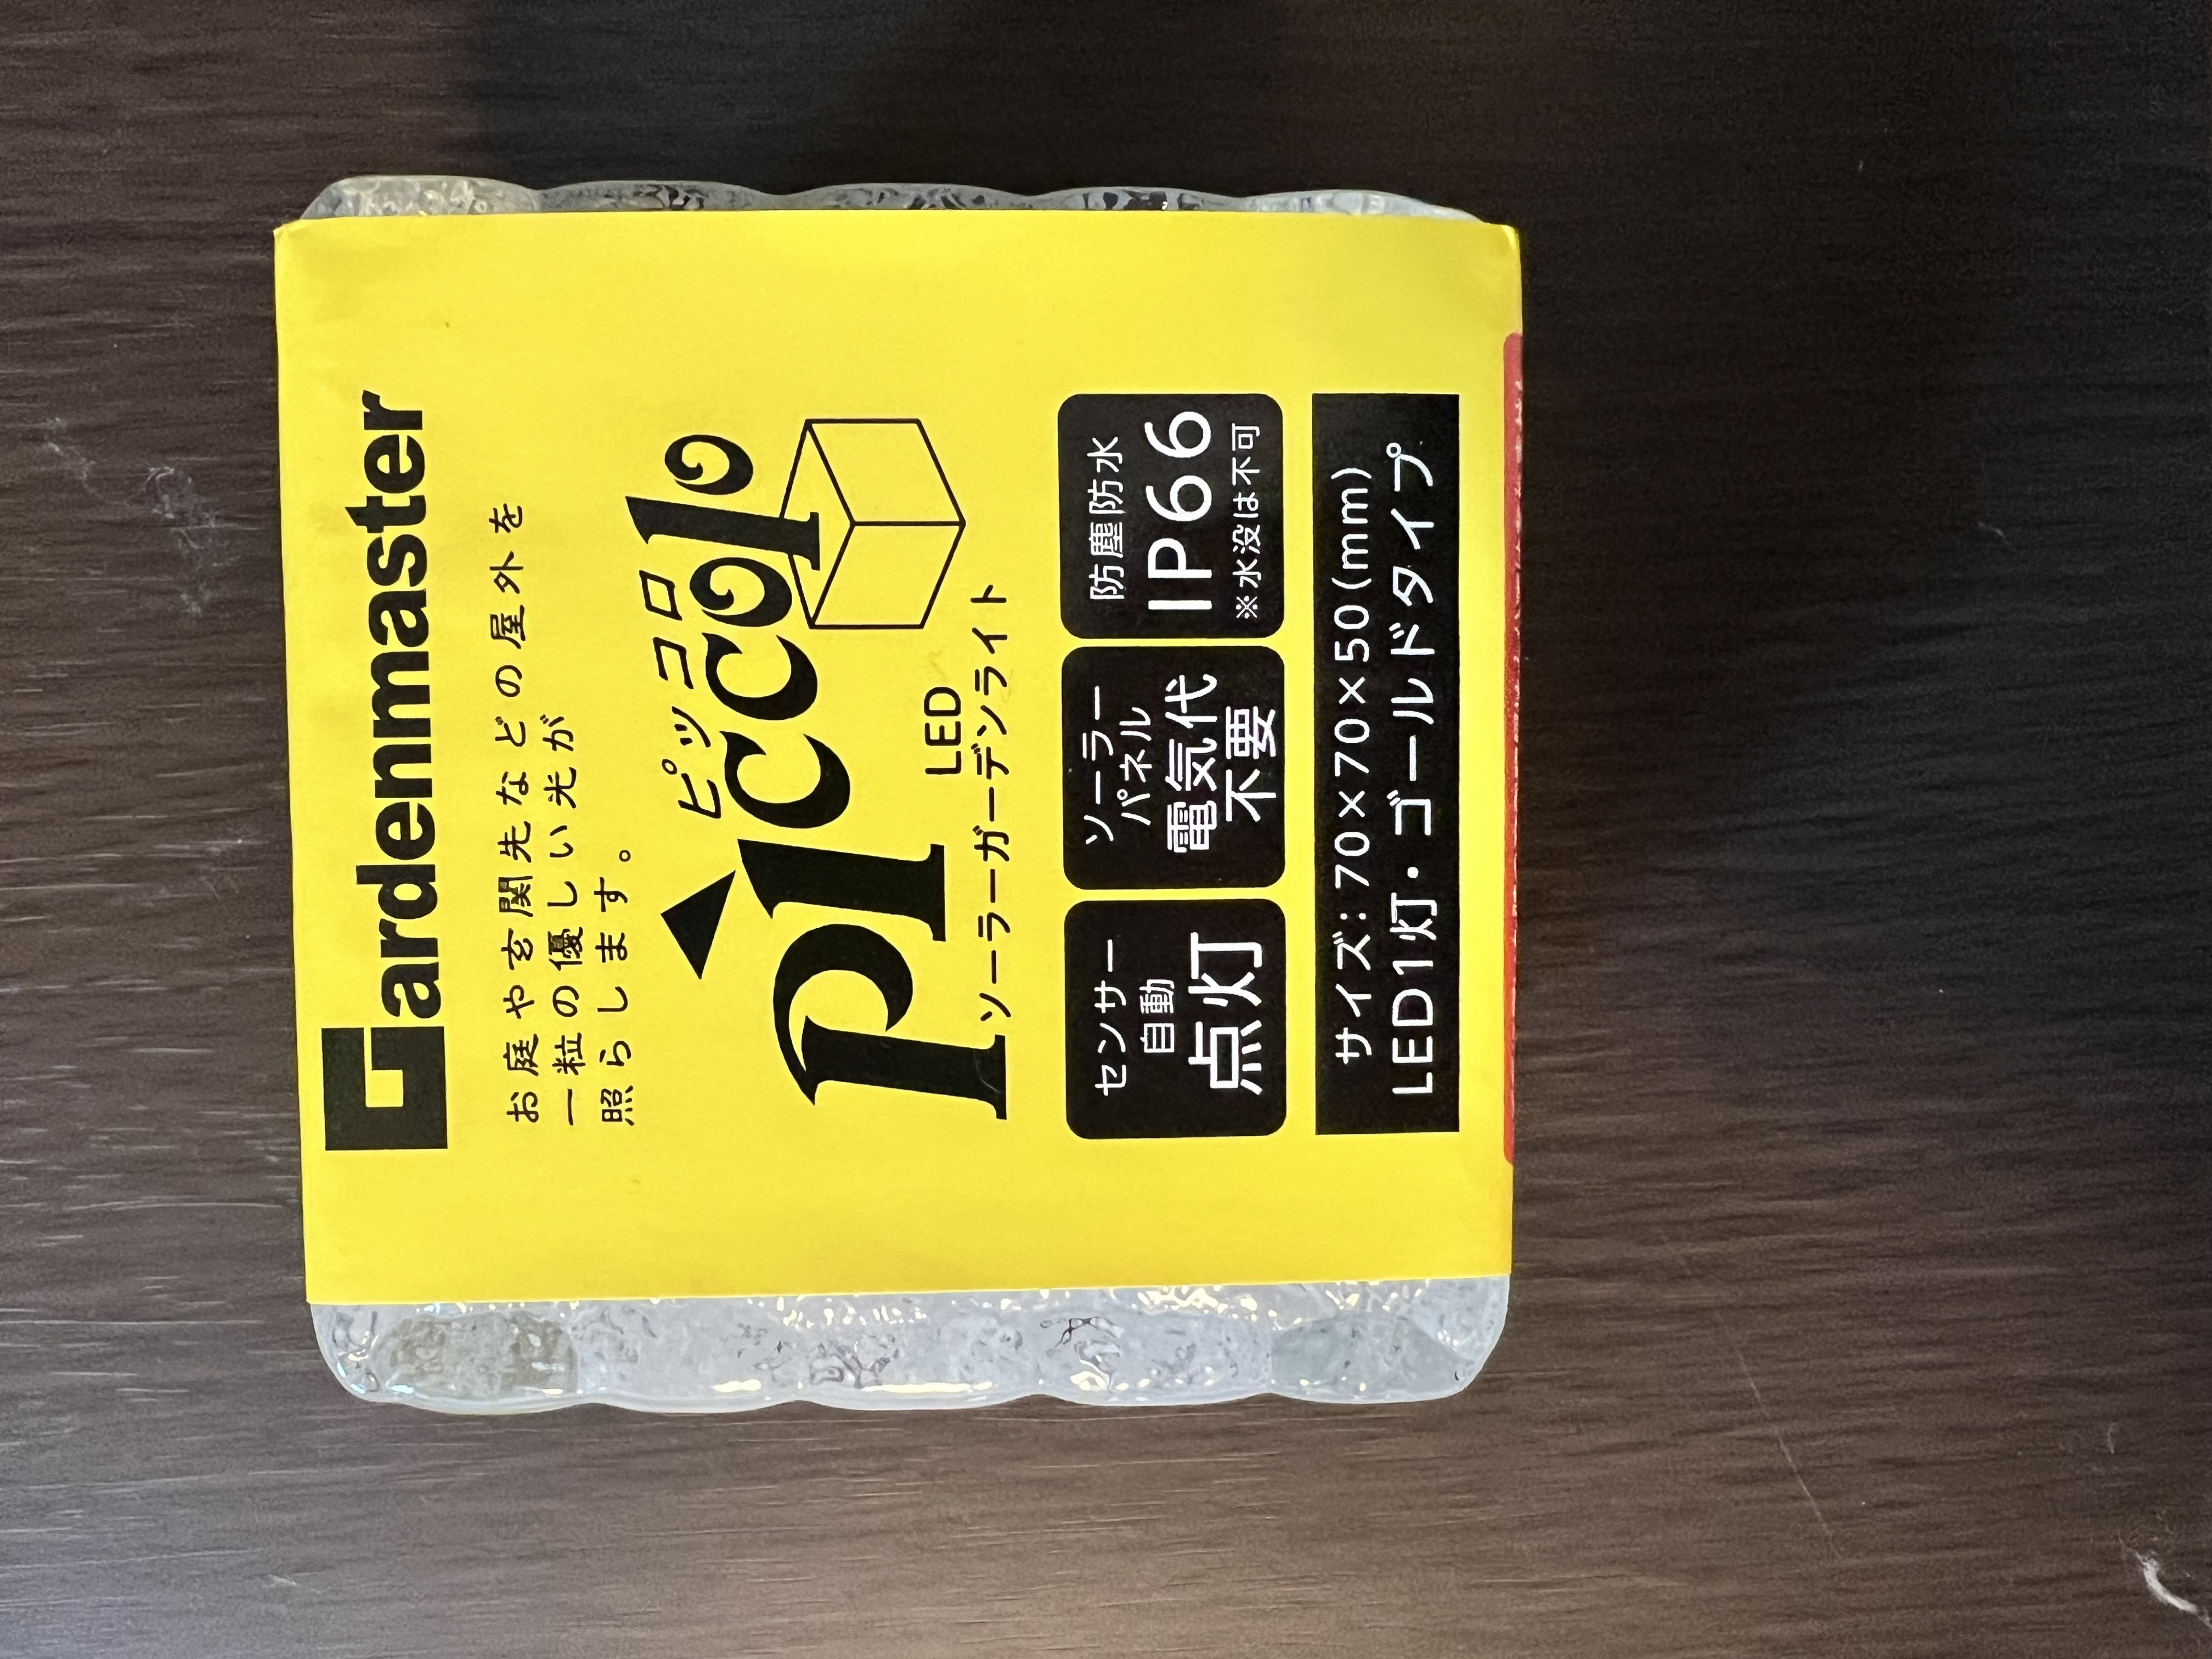 Gardenmaster
お庭や玄関先などの屋外を
一粒の優しい光が
照らします。
ピッコロ
piccolo
LED
ソーラーガーデンライト
センサー
自動
点灯
ソーラー
パネル
電気代
不要
防塵防水
IP66
※水没は不可
サイズ:70×70×50(mm)
LED1灯・ゴールドタイプ